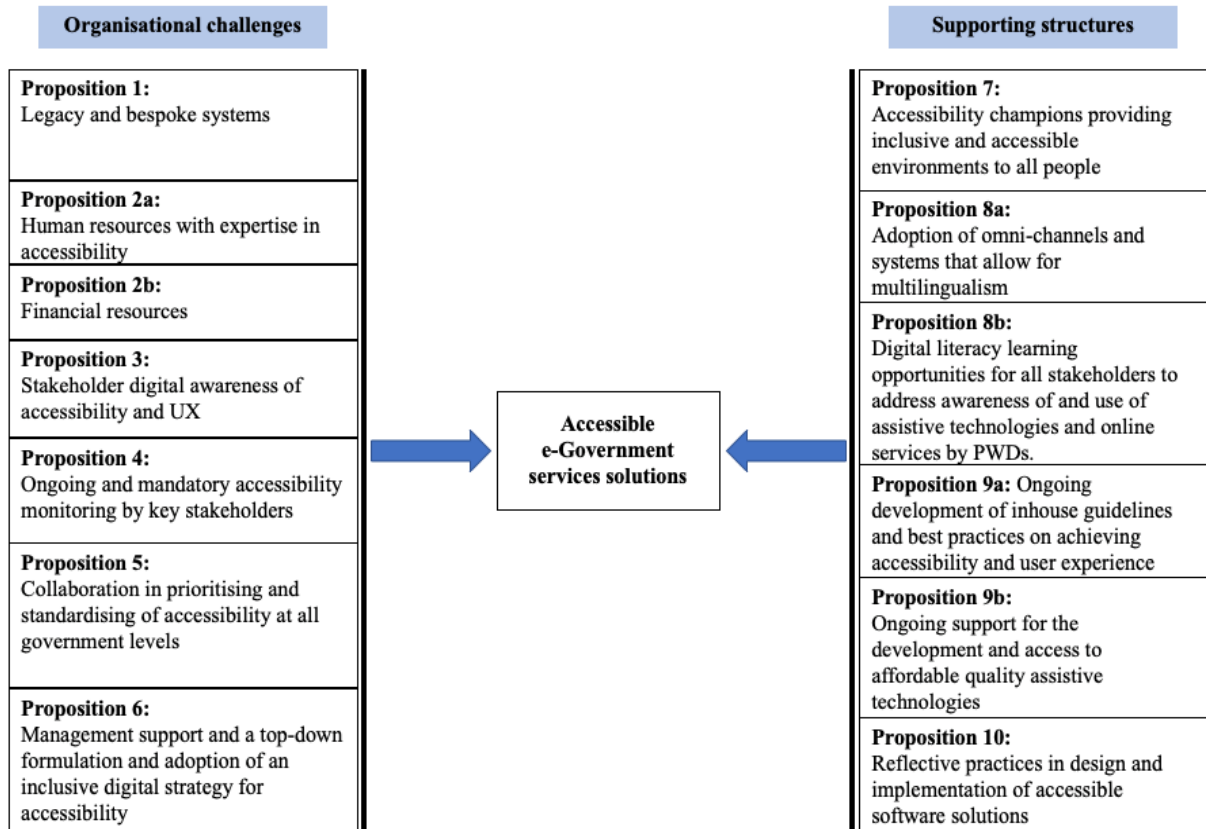 Organisational challenges
Proposition 1:
Legacy and bespoke systems
Proposition 2a:
Human resources with expertise in
accessibility
Proposition 2b:
Financial resources
Proposition 3:
Stakeholder digital awareness of
accessibility and UX
Proposition 4:
Ongoing and mandatory accessibility
monitoring by key stakeholders
Proposition 5:
Collaboration in prioritising and
standardising of accessibility at all
government levels
Proposition 6:
Management support and a top-down
formulation and adoption of an
inclusive digital strategy for
accessibility
Accessible
e-Government
services solutions
Supporting structures
Proposition 7:
Accessibility champions providing
inclusive and accessible
environments to all people
Proposition 8a:
Adoption of omni-channels and
systems that allow for
multilingualism
Proposition 8b:
Digital literacy learning
opportunities for all stakeholders to
address awareness of and use of
assistive technologies and online
services by PWDs.
Proposition 9a: Ongoing
development of inhouse guidelines
and best practices on achieving
accessibility and user experience
Proposition 9b:
Ongoing support for the
development and access to
affordable quality assistive
technologies
Proposition 10:
Reflective practices in design and
implementation of accessible
software solutions